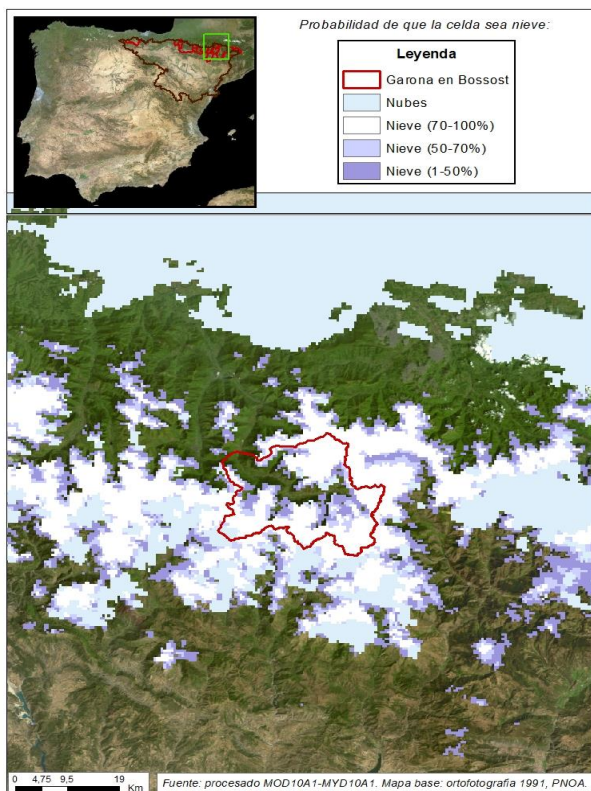 Probabilidad de que la celda sea nieve:
Leyenda
Garona en Bossost
Nubes
Nieve (70-100%)
Nieve (50-70%)
Nieve (1-50%)
0 4,75 9,5 19
Km
Fuente: procesado MOD10A1-MYD10A1. Mapa base: ortofotografia 1991, PNOA.